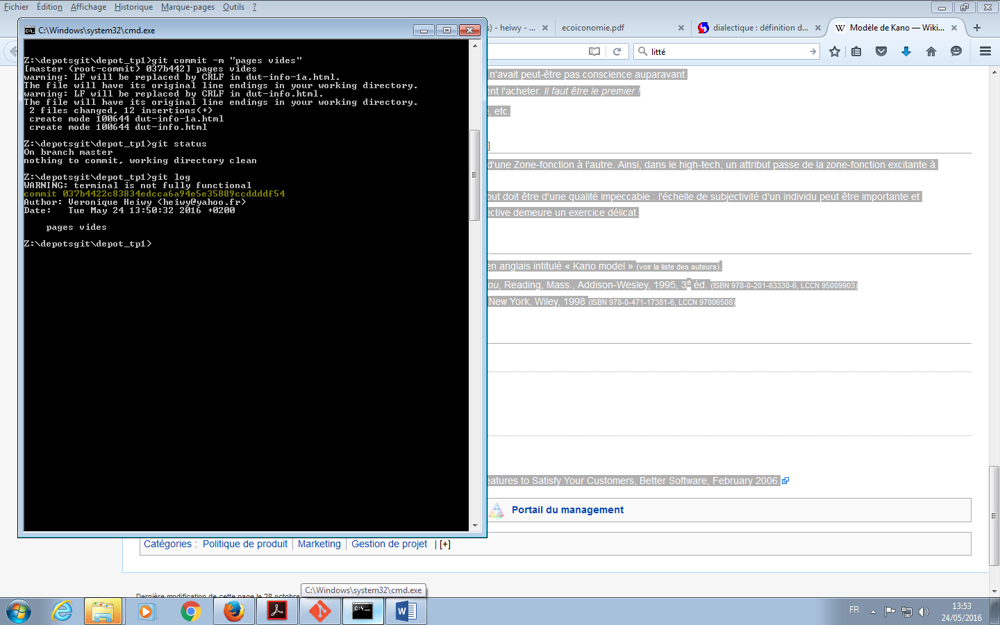 Fichier Édition Affichage Historique Marque-pages Outils ?
C:\Windows\system32\cmd.exe
s) - heiwy - ...
ecoiconomie.pdf
dialectique : définition d...
Modèle de Kano — Wiki...
litté
Z:\depotsgit\depot_tp1>git commit -m "pages vides"
[master (root-commit) 037b442] pages vides
warning: LF will be replaced by CRLF in dut-info-1a.html.
The file will have its original line endings in your working directory.
warning: LF will be replaced by CRLF in dut-info.html.
The file will have its original line endings in your working directory.
2 files changed, 12 insertions(+)
create mode 100644 dut-info-1a.html
create mode 100644 dut-info.html
Z:\depotsgit\depot_tp1>git status
On branch master
nothing to commit, working directory clean
Z:\depotsgit\depot_tp1>git log
WARNING: terminal is not fully functional
commit 037b4422c83834edcca6a94e5e35889ccddddf54
Author: Veronique Heiwy <heiwy@yahoo.fr>
Date:   Tue May 24 13:50:32 2016 +0200
pages vides
Z:\depotsgit\depot_tp1>
n'avait peut-être pas conscience auparavant.
ent l'acheter. Il faut être le premier !
, etc.
]
d'une Zone-fonction à l'autre. Ainsi, dans le high-tech, un attribut passe de la zone-fonction excitante à
out doit être d'une qualité impeccable : l'échelle de subjectivité d'un individu peut être importante et
ective demeure un exercice délicat.
en anglais intitulé « Kano model » (voir la liste des auteurs).
ou, Reading, Mass., Addison-Wesley, 1995, 3e éd. (ISBN 978-0-201-63330-6, LCCN 95009903)
New York, Wiley, 1998 (ISBN 978-0-471-17381-6, LCCN 97006508)
eatures to Satisfy Your Customers, Better Software, February 2006.
Portail du management
Catégories : Politique de produit | Marketing | Gestion de projet | [+]
Dernière modification de cette page le 28 octobre
C:\Windows\system32\cmd.exe
FR
13:53
24/05/2016